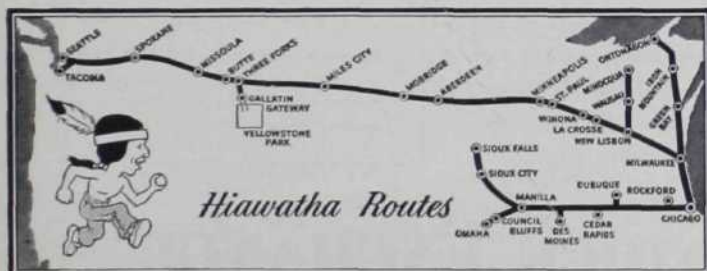 SEATTLE
TACOMA
SPOKANE
MISSOULA
BUTTE
THREE FORKS
GALLATIN
GATEWAY
YELLOWSTONE
PARK
MILES CITY
MOBRIDGE
ABERDEEN
MINNEAPOLIS
ST. PAUL
WINONA
LA CROSSE
NEW LISBON
WAUSAU
MINOCQUA
ONTONAGON
IRON
MOUNTAIN
GREEN
BAY
MILWAUKEE
CHICAGO
ROCKFORD
DUBUQUE
CEDAR
RAPIDS
DES
MOINES
MANILLA
COUNCIL
BLUFFS
OMAHA
SIOUX CITY
SIOUX FALLS
Hiawatha Routes